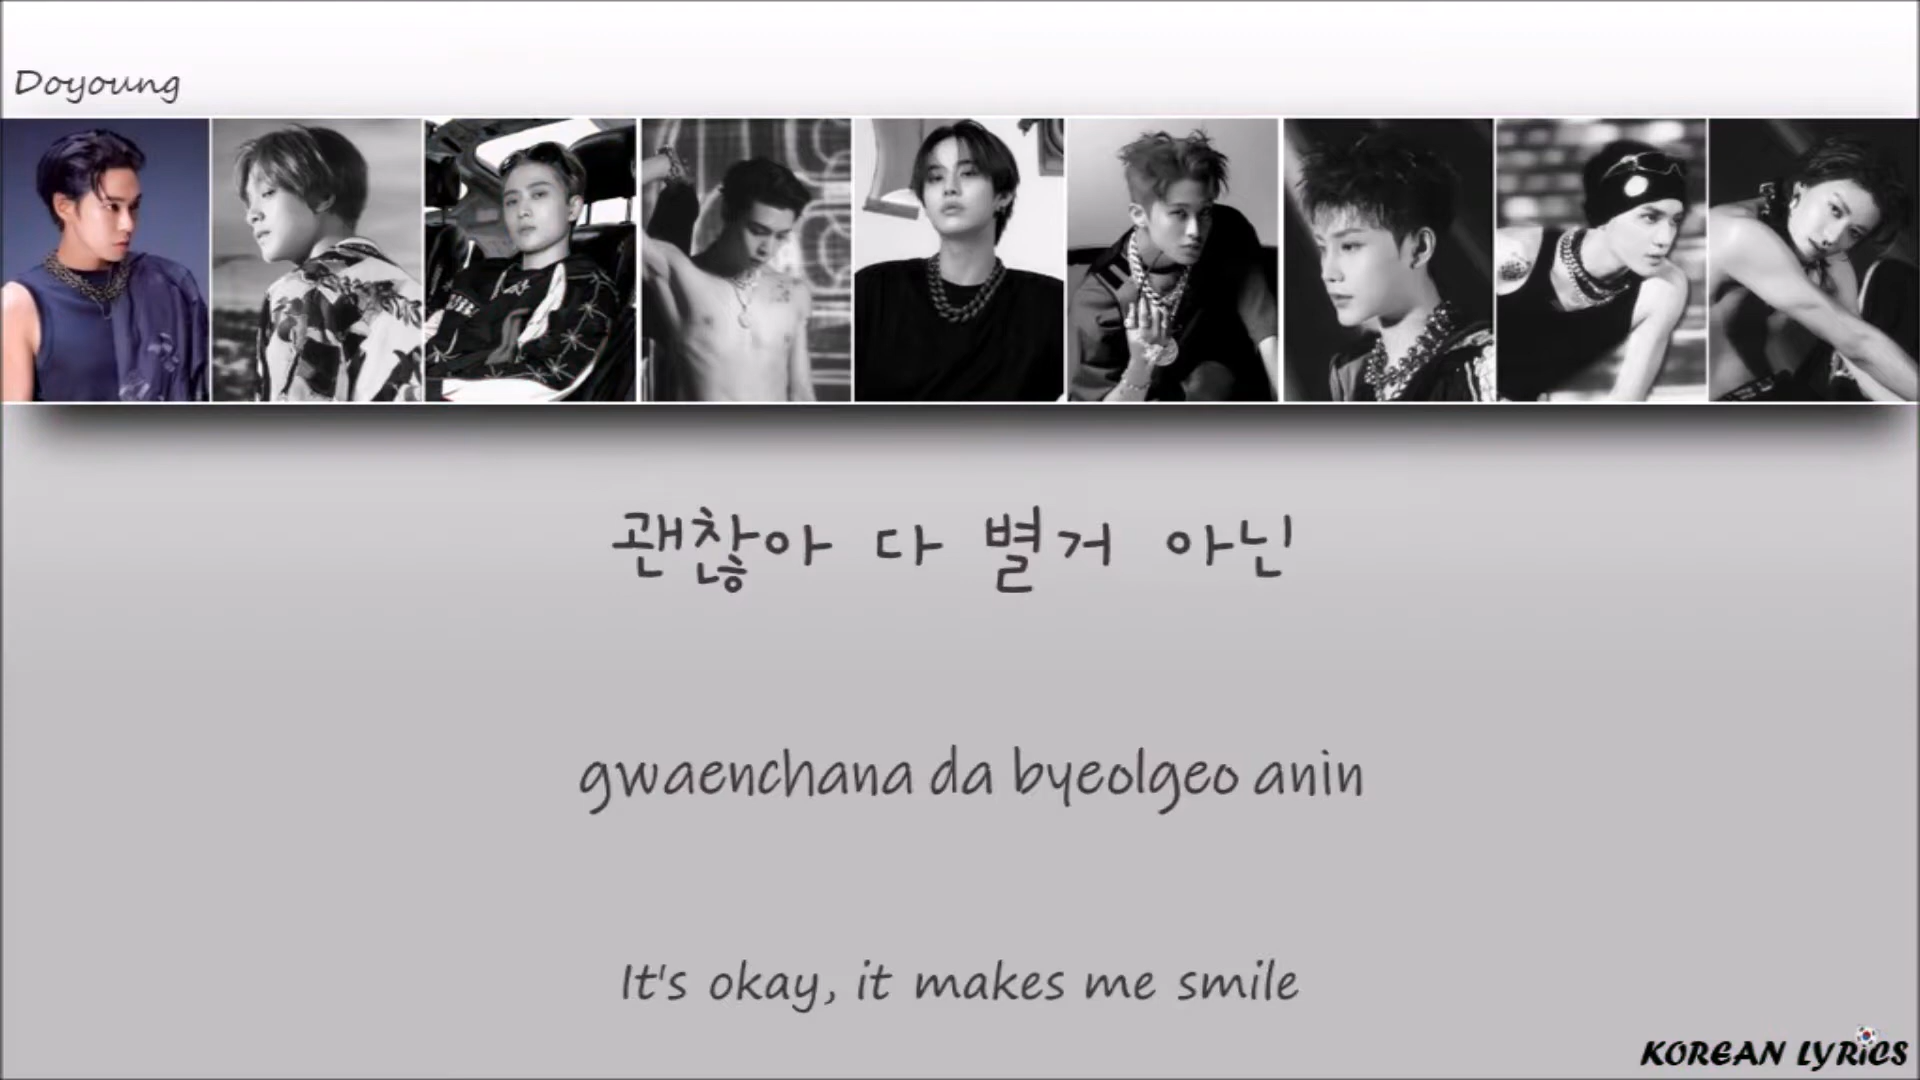 Doyoung
괜찮아 다 별거 아닌
gwaenchana da byeolgeo anin
It's okay, it makes me smile
KOREAN LYRICS